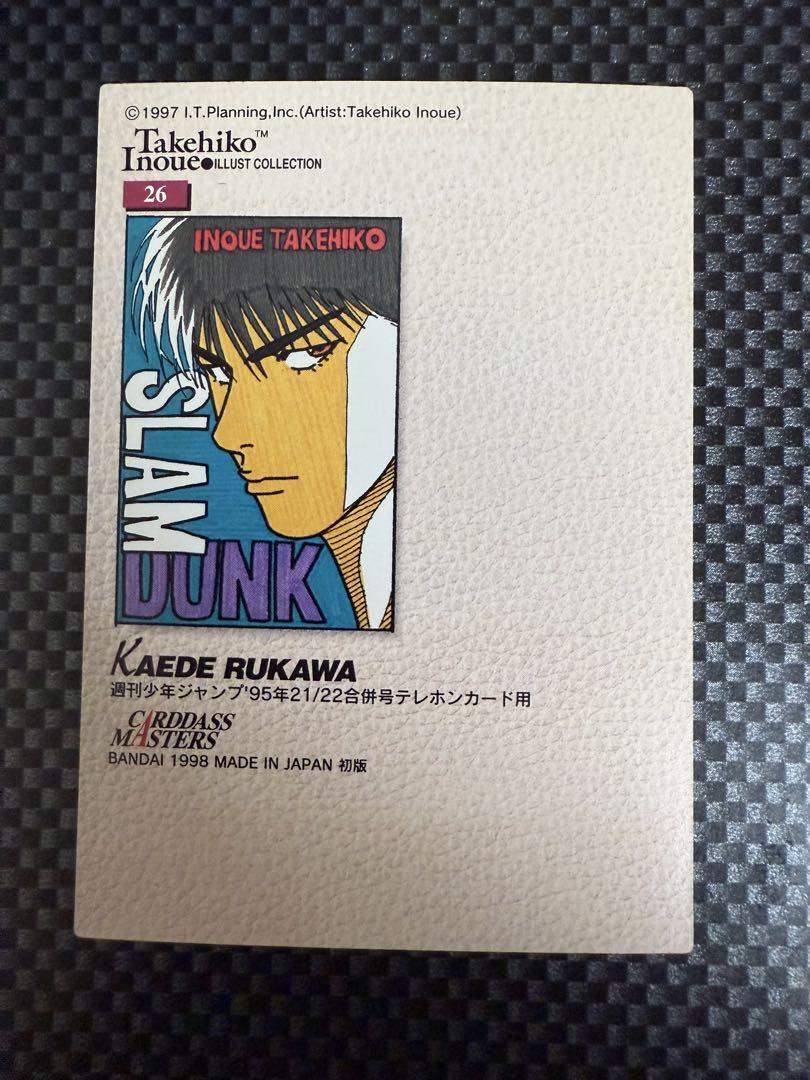 ©1997 I.T.Planning,Inc.(Artist:Takehiko Inoue)
Takehiko™
Inoue●ILLUST COLLECTION
26
INOUE TAKEHIKO
SLAM
DUNK
KAEDE RUKAWA
週刊少年ジャンプ'95年21/22合併号テレホンカード用
CARDDASS
MASTERS
BANDAI 1998 MADE IN JAPAN 初版